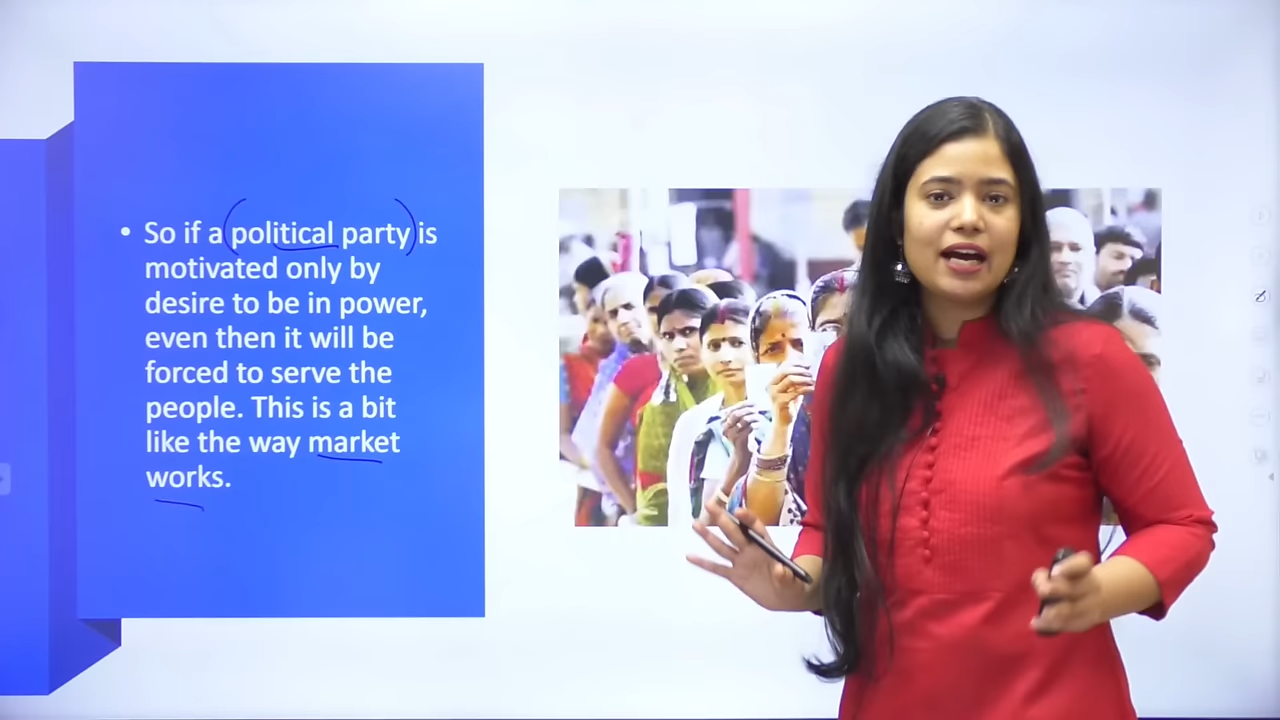 • So if a political party is
motivated only by
desire to be in power,
even then it will be
forced to serve the
people. This is a bit
like the way market
works.